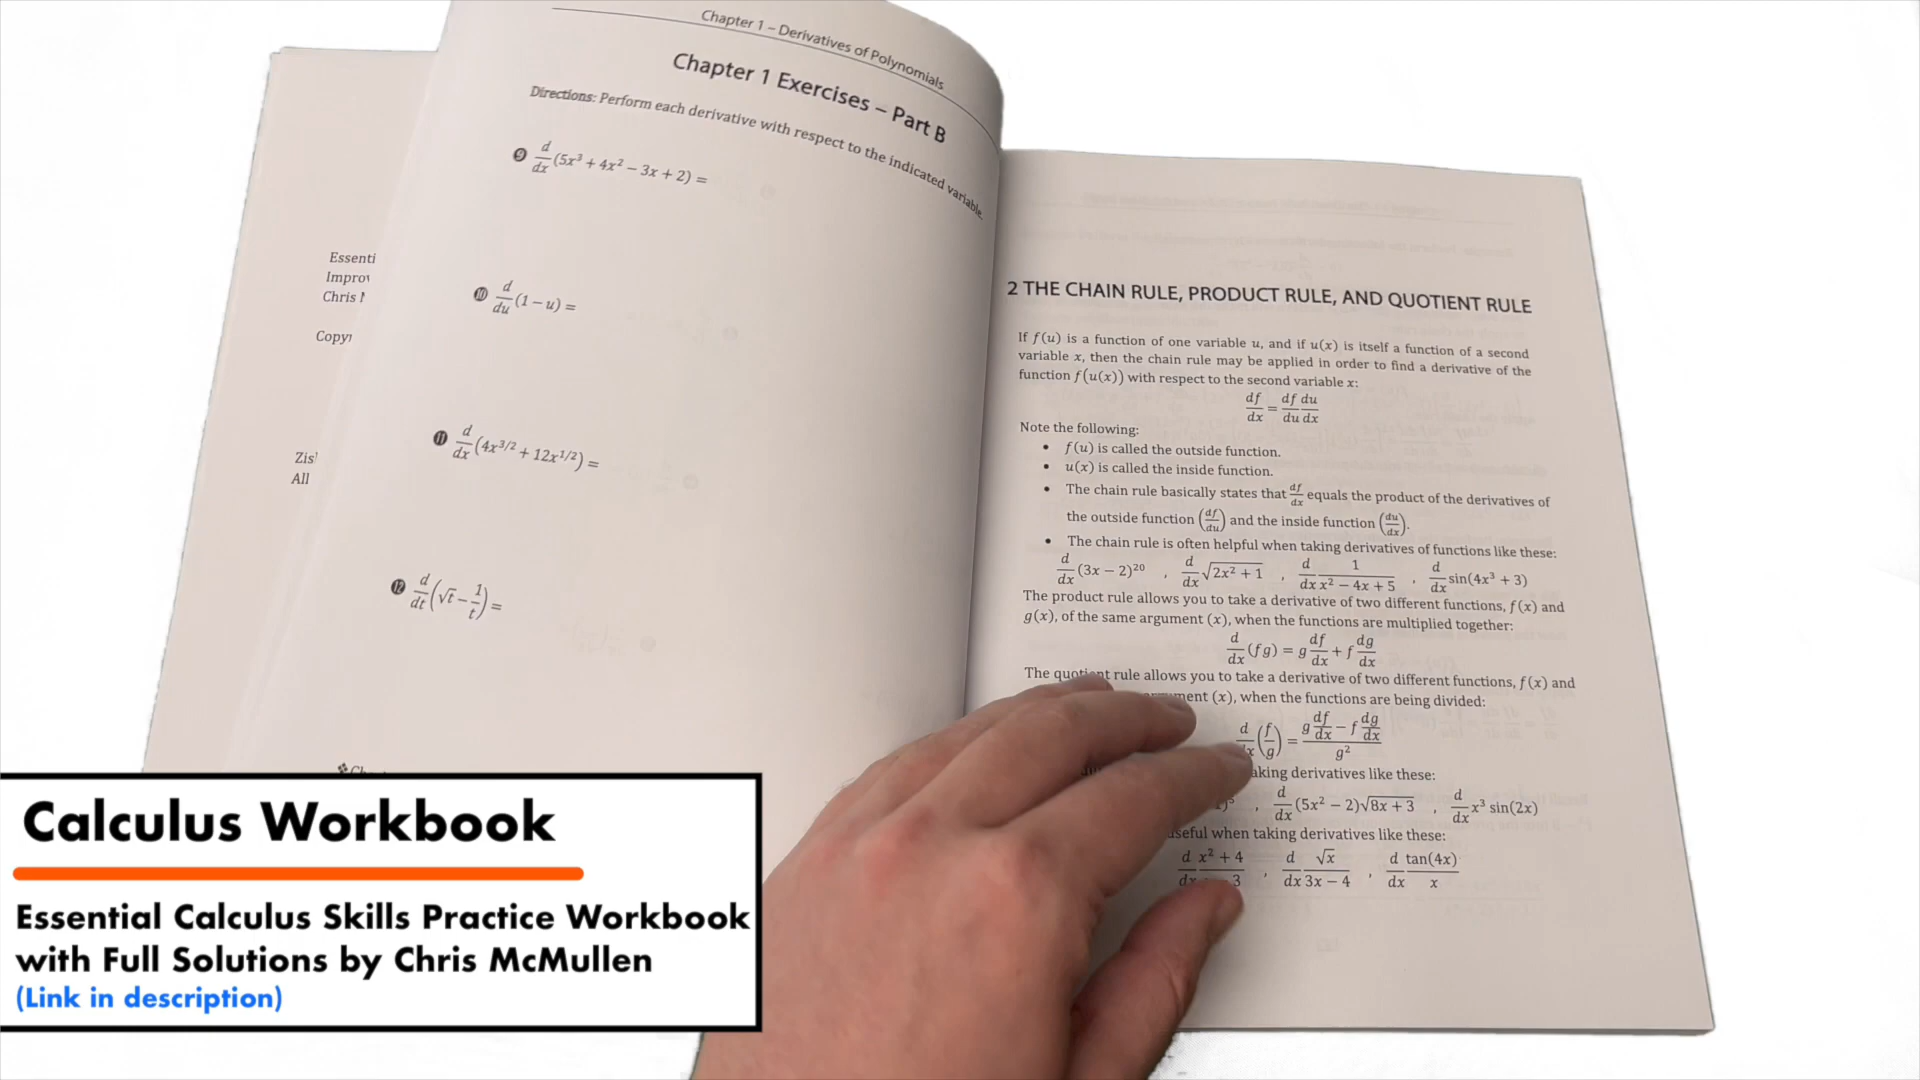 Chapter 1 – Derivatives of Polynomials
Chapter 1 Exercises – Part B
Directions: Perform each derivative with respect to the indicated variable.
❾ d/dx (5x³ + 4x² − 3x + 2) =
❿ d/du (1 − u) =
⓫ d/dx (4x^{3/2} + 12x^{1/2}) =
⓬ d/dt (√t − 1/t) =
Essenti
Improv
Chris
Copyr
Zis
All
2 THE CHAIN RULE, PRODUCT RULE, AND QUOTIENT RULE
If f(u) is a function of one variable u, and if u(x) is itself a function of a second
variable x, then the chain rule may be applied in order to find a derivative of the
function f(u(x)) with respect to the second variable x:
df/dx = df/du du/dx
Note the following:
• f(u) is called the outside function.
• u(x) is called the inside function.
• The chain rule basically states that df/dx equals the product of the derivatives of
the outside function (df/du) and the inside function (du/dx).
• The chain rule is often helpful when taking derivatives of functions like these:
d/dx (3x − 2)²⁰ , d/dx √(2x² + 1) , d/dx 1/(x² − 4x + 5) , d/dx sin(4x³ + 3)
The product rule allows you to take a derivative of two different functions, f(x) and
g(x), of the same argument (x), when the functions are multiplied together:
d/dx (fg) = g df/dx + f dg/dx
The quotient rule allows you to take a derivative of two different functions, f(x) and
(x), when the functions are being divided:
d/dx (f/g) = (g df/dx − f dg/dx)/g²
taking derivatives like these:
, d/dx (5x² − 2)√(8x + 3) , d/dx x³ sin(2x)
useful when taking derivatives like these:
d/dx x² + 4 3 , d/dx √x/(3x − 4) , d/dx tan(4x)/x
Calculus Workbook
Essential Calculus Skills Practice Workbook
with Full Solutions by Chris McMullen
(Link in description)